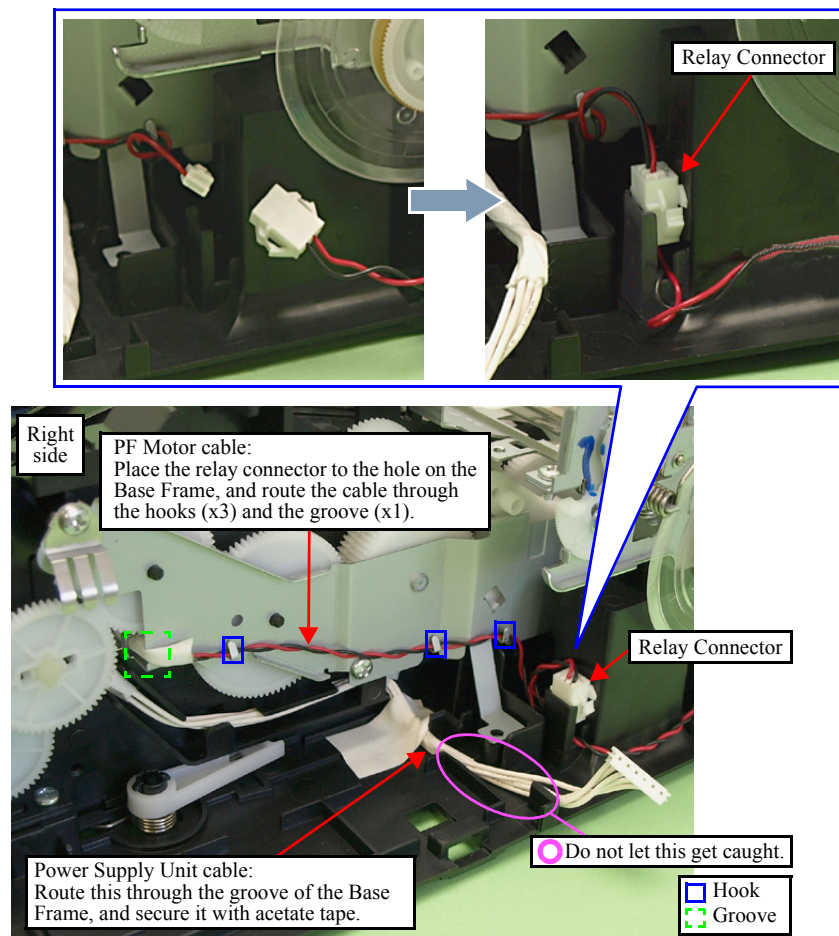 Relay Connector
Right
side
PF Motor cable:
Place the relay connector to the hole on the
Base Frame, and route the cable through
the hooks (x3) and the groove (x1).
Relay Connector
Do not let this get caught.
Power Supply Unit cable:
Route this through the groove of the Base
Frame, and secure it with acetate tape.
Hook
Groove